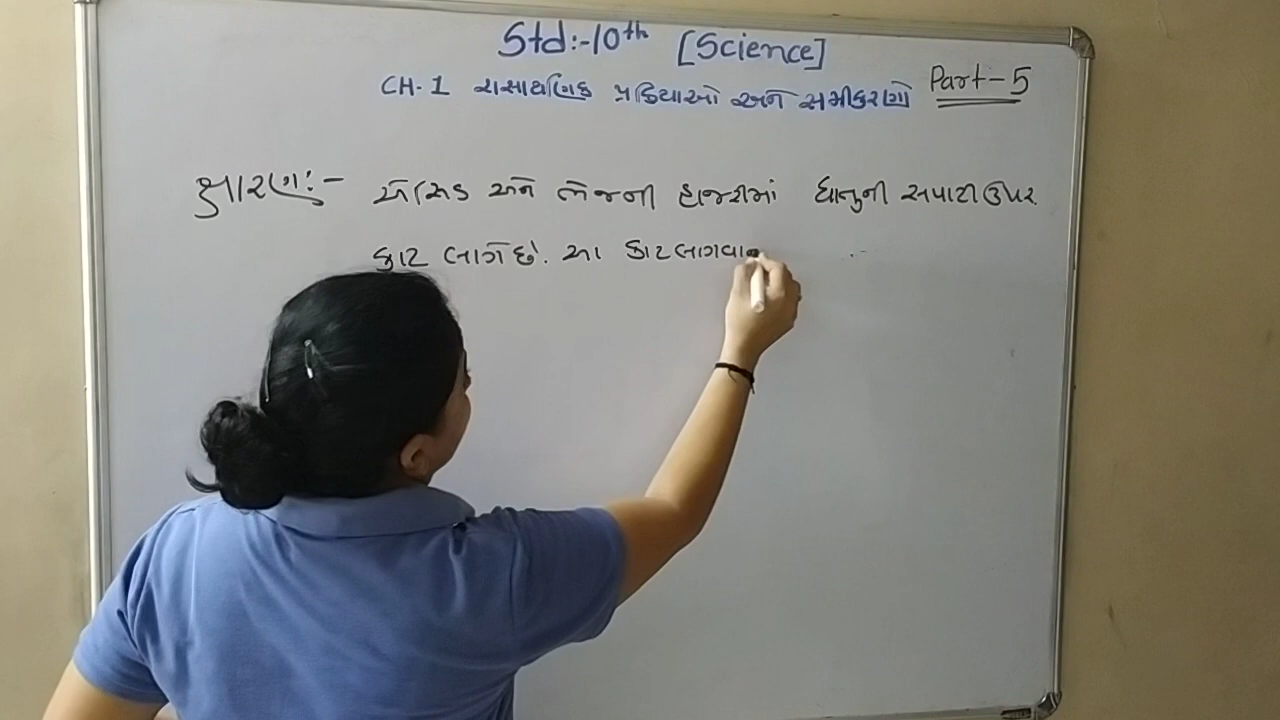 Std:-10th [Science]
CH-1 રાસાયણિક પ્રક્રિયાઓ અને સમીકરણો Part-5
ક્ષારણ:- ઍસિડ અને ભેજની હાજરીમાં ધાતુની સપાટી ઉપર
કાટ લાગે છે. આ કાટ લાગવા